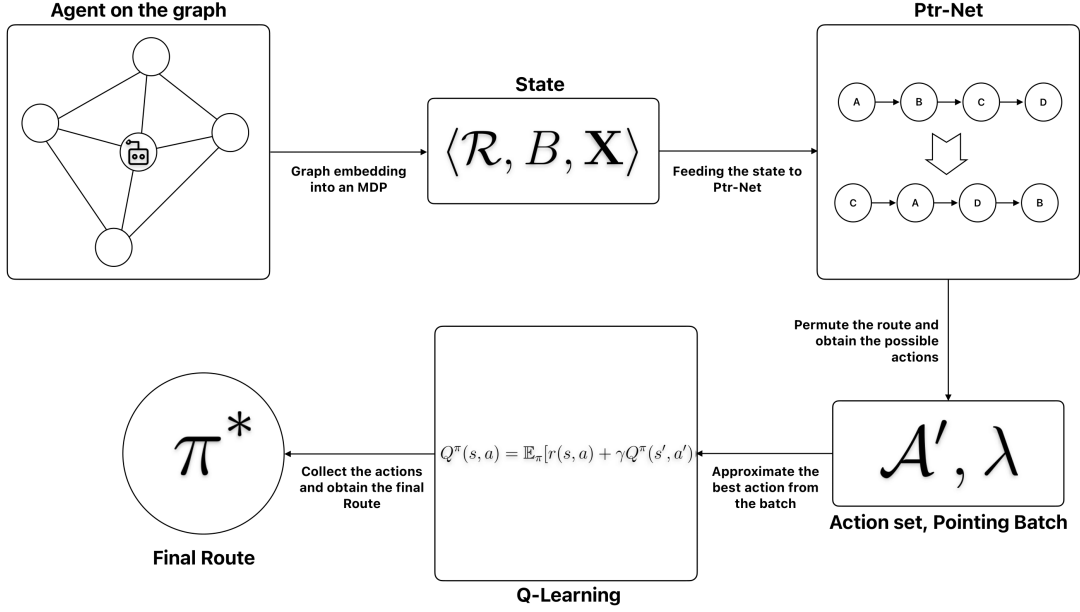 Agent on the graph
Ptr-Net
State
⟨ℛ, B, 𝐗⟩
A
B
C
D
Graph embedding
into an MDP
Feeding the state to
Ptr-Net
C
A
D
B
Permute the route and
obtain the possible
actions
π*
Collect the actions
and obtain the final
Route
Q^π(s, a) = 𝔼_π[r(s, a) + γQ^π(s′, a′)
Approximate the
best action from
the batch
𝒜′, λ
Action set, Pointing Batch
Final Route
Q-Learning